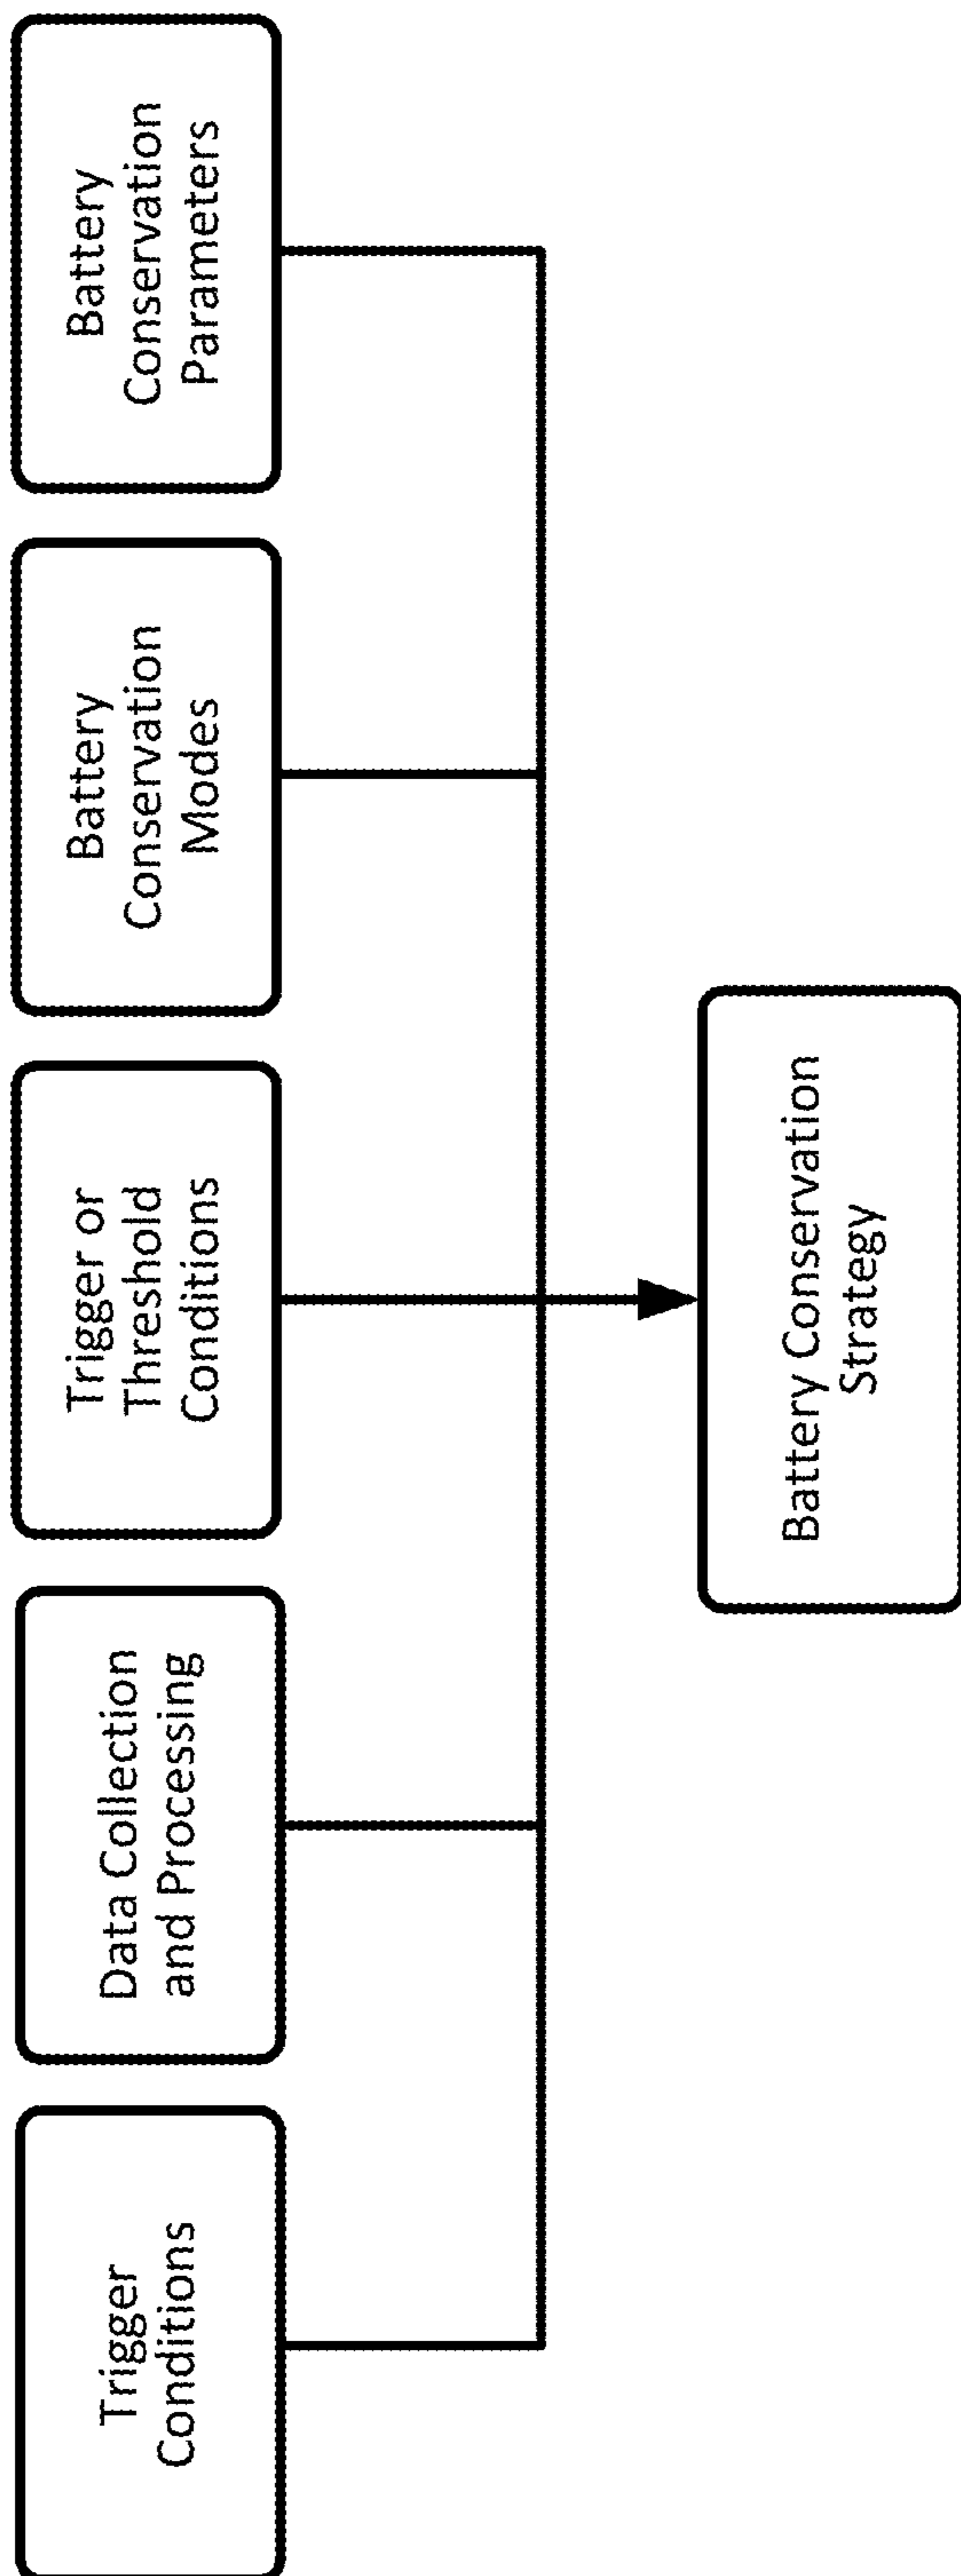 Trigger
Conditions
Data Collection
and Processing
Trigger or
Threshold
Conditions
Battery
Conservation
Modes
Battery
Conservation
Parameters
Battery Conservation
Strategy